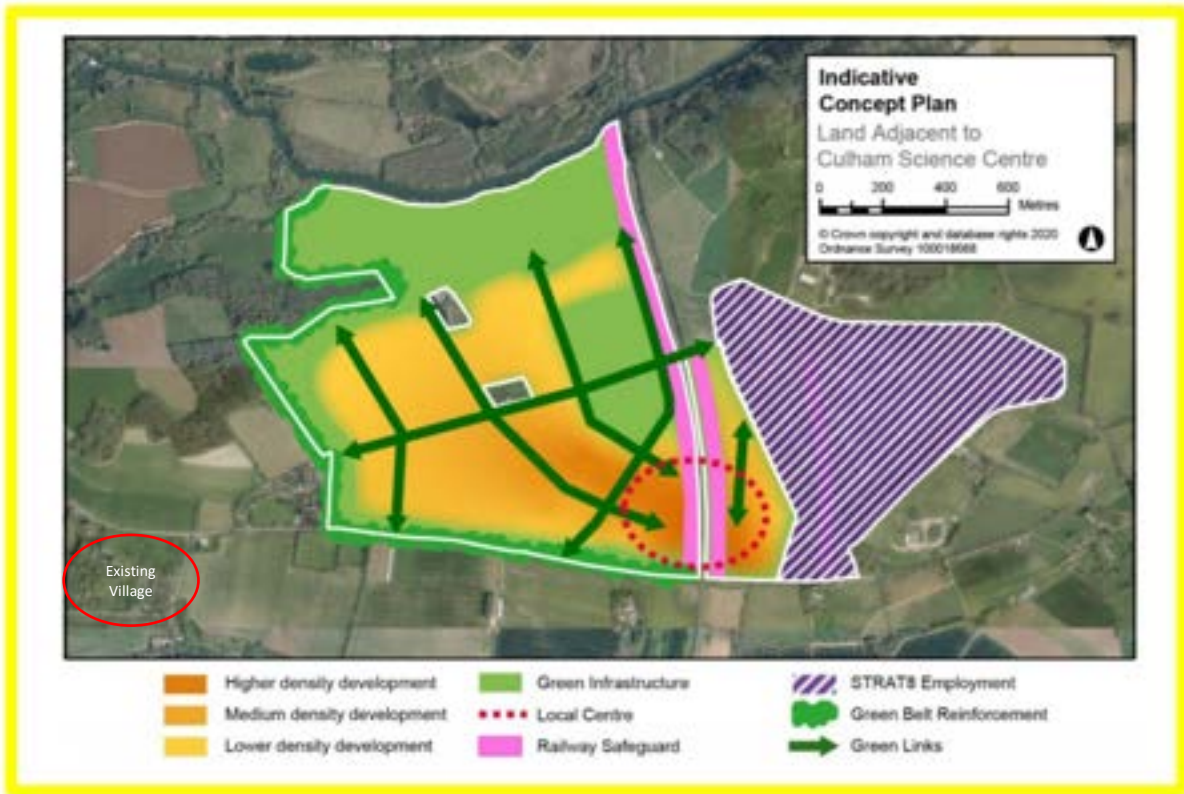 Indicative
Concept Plan
Land Adjacent to
Culham Science Centre
0 200 400 600
Metres
© Crown copyright and database rights 2020
Ordnance Survey 100018668
Existing
Village
Higher density development
Medium density development
Lower density development
Green Infrastructure
Local Centre
Railway Safeguard
STRAT8 Employment
Green Belt Reinforcement
Green Links